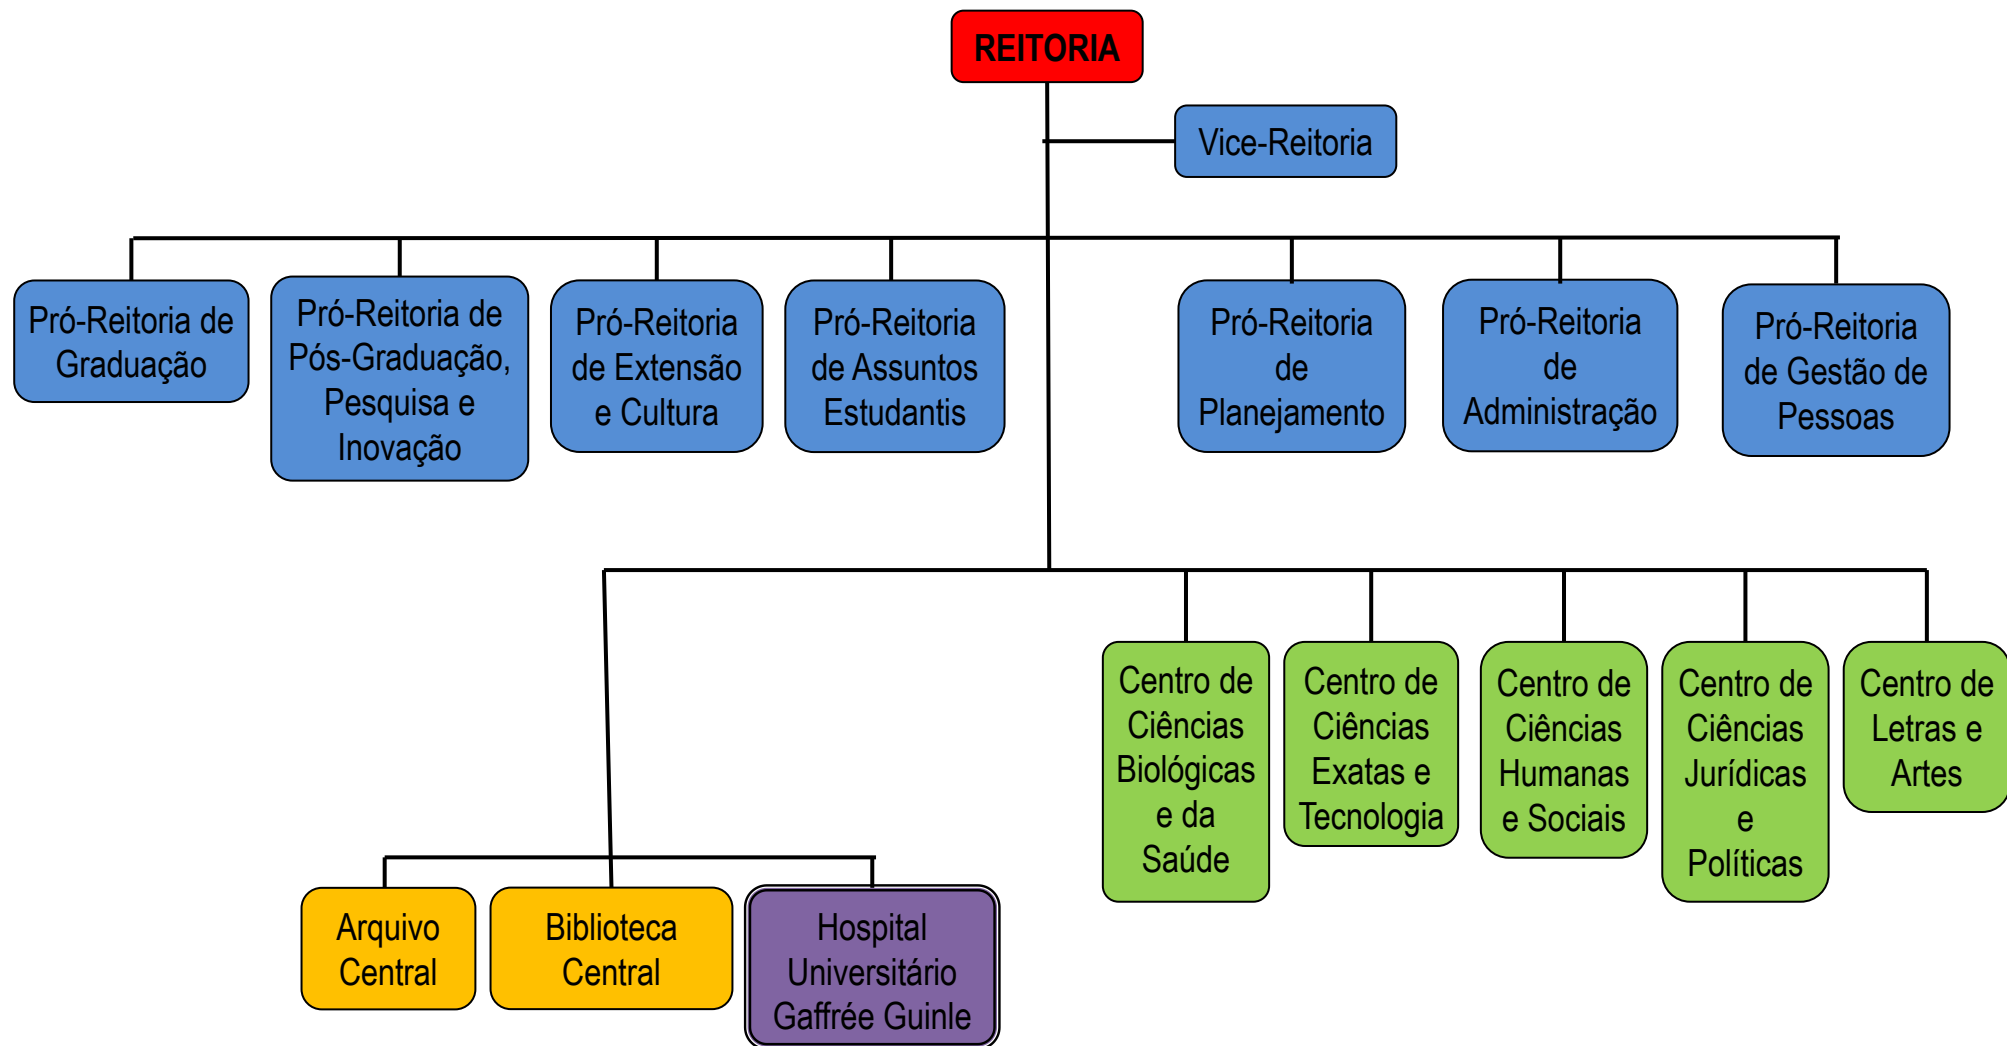 REITORIA
Vice-Reitoria
Pró-Reitoria de
Graduação
Pró-Reitoria de
Pós-Graduação,
Pesquisa e
Inovação
Pró-Reitoria
de Extensão
e Cultura
Pró-Reitoria
de Assuntos
Estudantis
Pró-Reitoria
de
Planejamento
Pró-Reitoria
de
Administração
Pró-Reitoria
de Gestão de
Pessoas
Centro de
Ciências
Biológicas
e da
Saúde
Centro de
Ciências
Exatas e
Tecnologia
Centro de
Ciências
Humanas
e Sociais
Centro de
Ciências
Jurídicas
e
Políticas
Centro de
Letras e
Artes
Arquivo
Central
Biblioteca
Central
Hospital
Universitário
Gaffrée Guinle